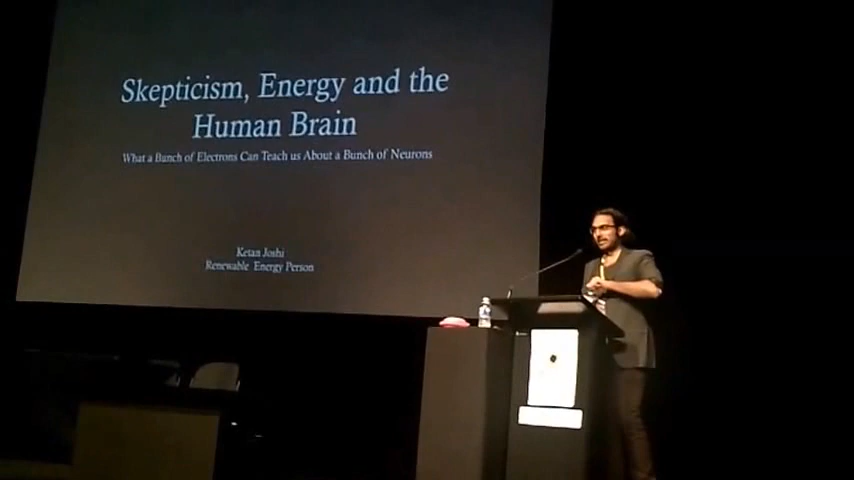 Skepticism, Energy and the
Human Brain
What a Bunch of Electrons Can Teach us About a Bunch of Neurons
Ketan Joshi
Renewable Energy Person